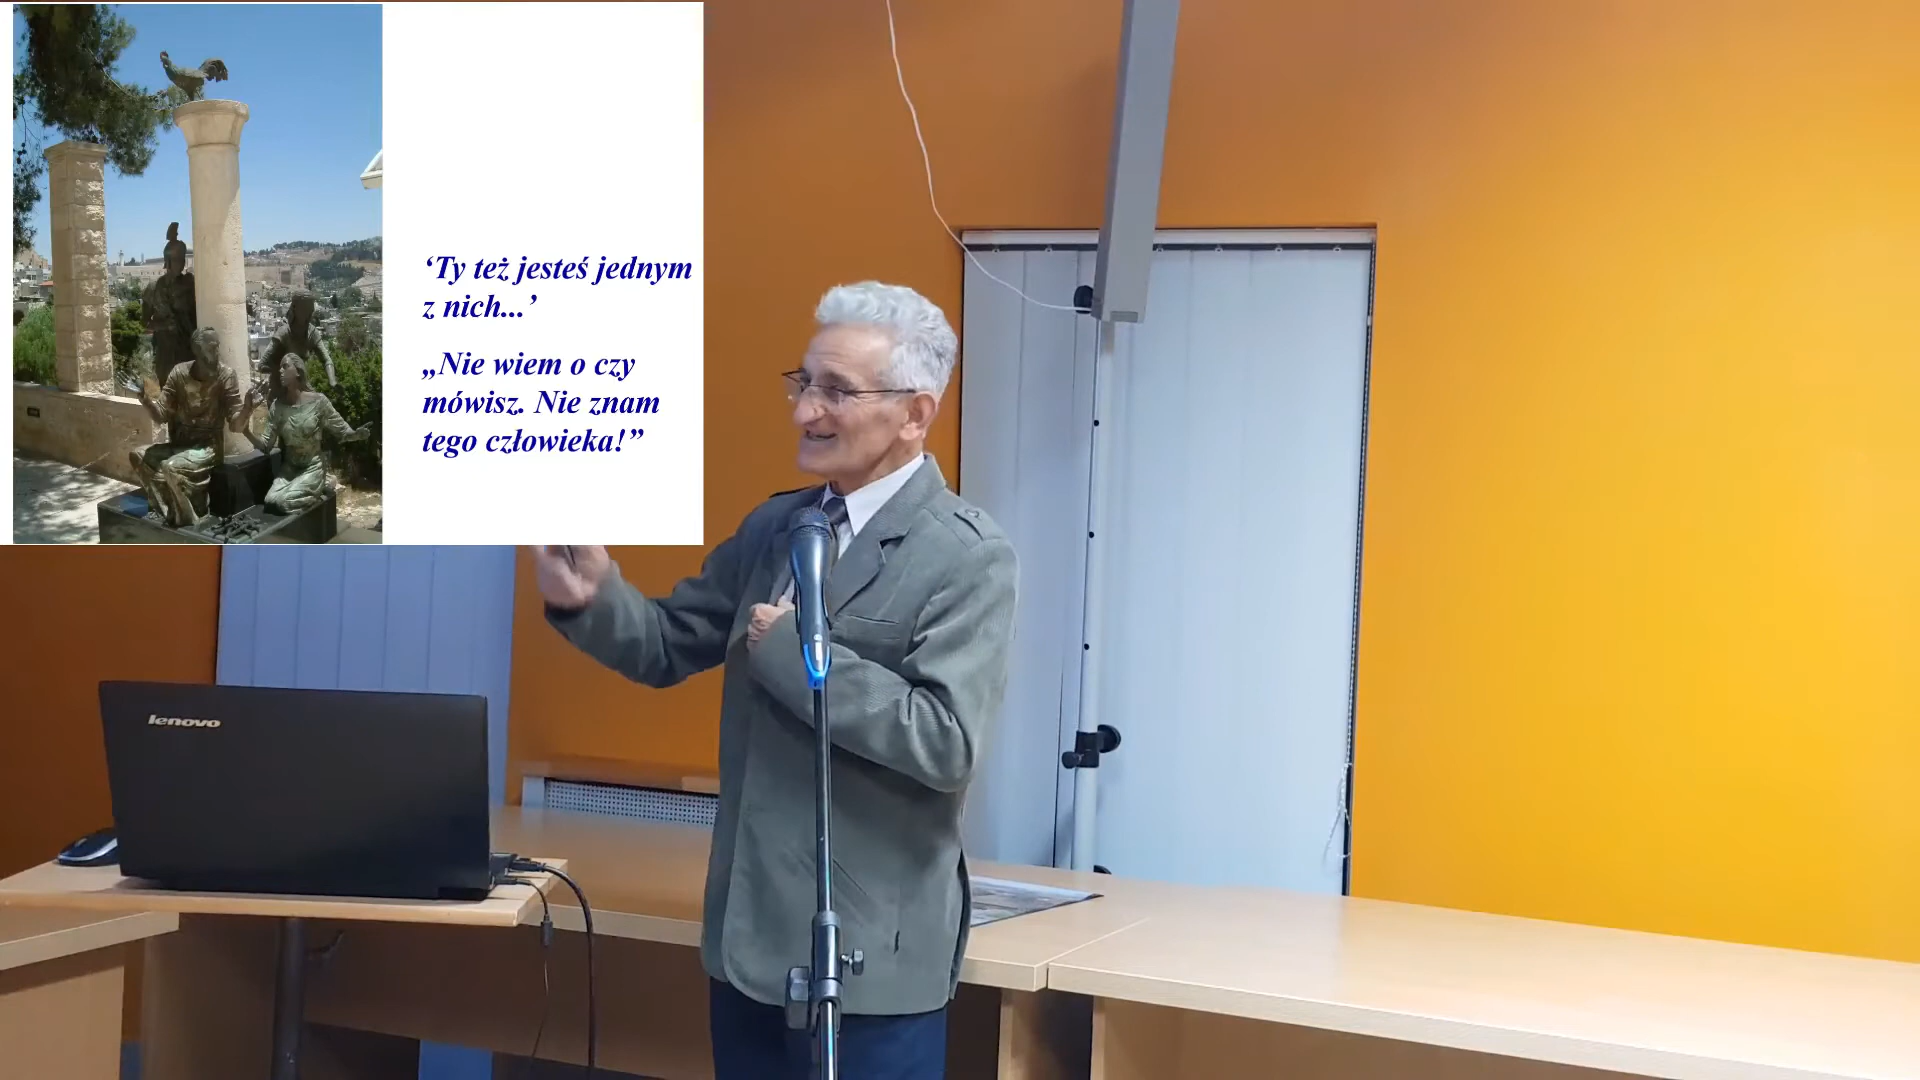 ‘Ty też jesteś jednym
z nich...’
„Nie wiem o czy
mówisz. Nie znam
tego człowieka!”
lenovo